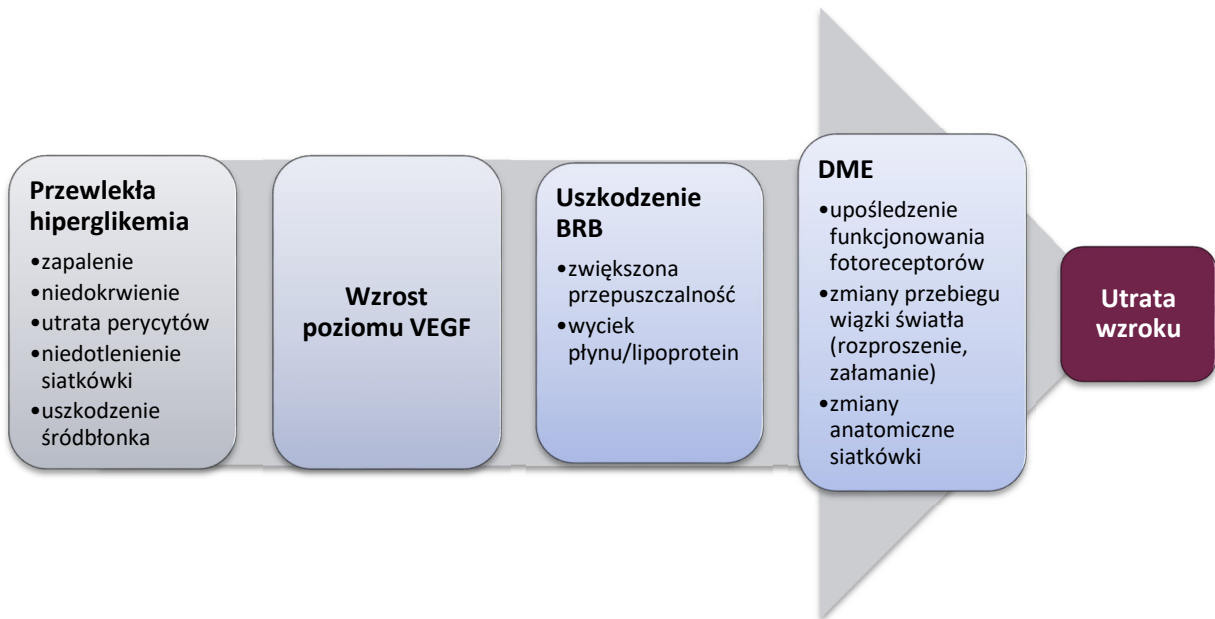 Przewlekła
hiperglikemia
•zapalenie
•niedokrwienie
•utrata perycytów
•niedotlenienie
siatkówki
•uszkodzenie
śródbłonka
Wzrost
poziomu VEGF
Uszkodzenie
BRB
•zwiększona
przepuszczalność
•wyciek
płynu/lipoprotein
DME
•upośledzenie
funkcjonowania
fotoreceptorów
•zmiany przebiegu
wiązki światła
(rozproszenie,
załamanie)
•zmiany
anatomiczne
siatkówki
Utrata
wzroku